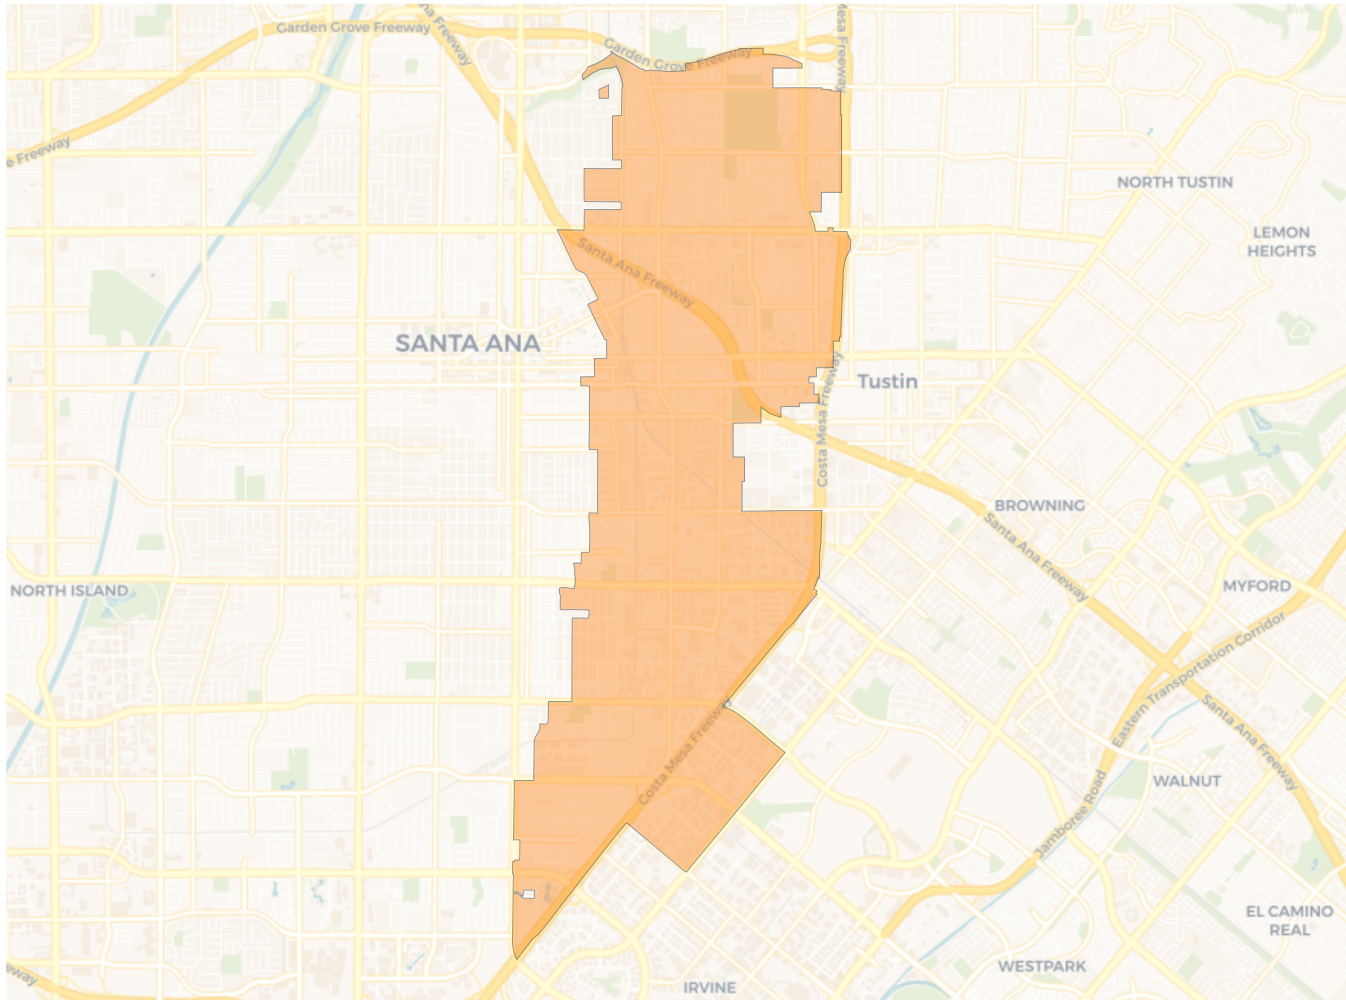 Garden Grove Freeway
na Freeway
Garden Grove Freeway
Mesa Freeway
e Freeway
NORTH TUSTIN
LEMON
HEIGHTS
Santa Ana Freeway
SANTA ANA
Tustin
Costa Mesa Freeway
BROWNING
Santa Ana Freeway
NORTH ISLAND
MYFORD
Eastern Transportation Corridor
Santa Ana Freeway
Costa Mesa Freeway
WALNUT
Jamboree Road
EL CAMINO
REAL
WESTPARK
eeway
IRVINE